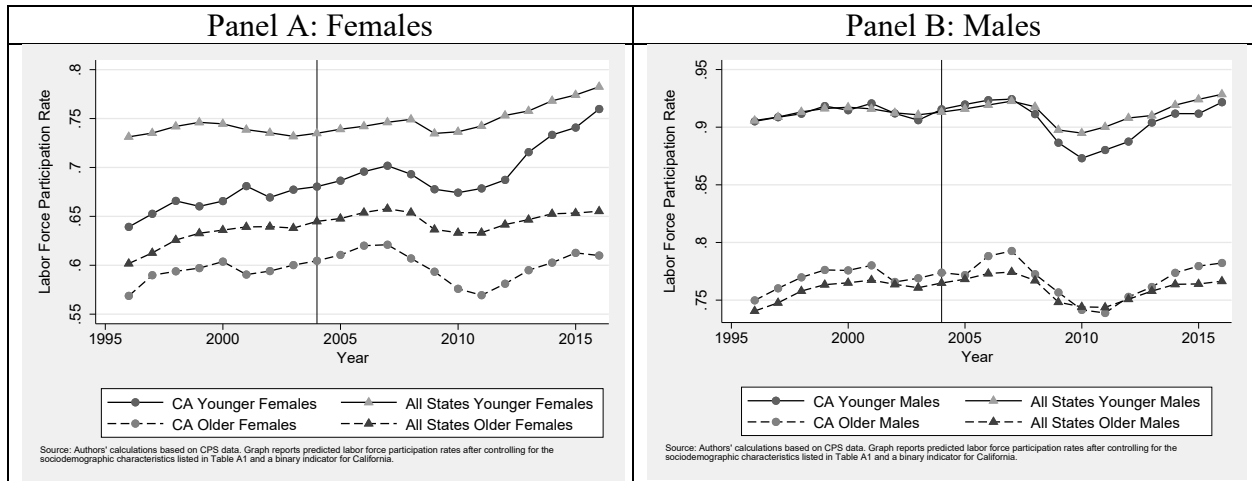 Panel A: Females
Labor Force Participation Rate
.8
.75
.7
.65
.6
.55
1995
2000
2005
2010
2015
Year
CA Younger Females
All States Younger Females
CA Older Females
All States Older Females
Source: Authors' calculations based on CPS data. Graph reports predicted labor force participation rates after controlling for the
sociodemographic characteristics listed in Table A1 and a binary indicator for California.
Panel B: Males
Labor Force Participation Rate
.95
.9
.85
.8
.75
1995
2000
2005
2010
2015
Year
CA Younger Males
All States Younger Males
CA Older Males
All States Older Males
Source: Authors' calculations based on CPS data. Graph reports predicted labor force participation rates after controlling for the
sociodemographic characteristics listed in Table A1 and a binary indicator for California.